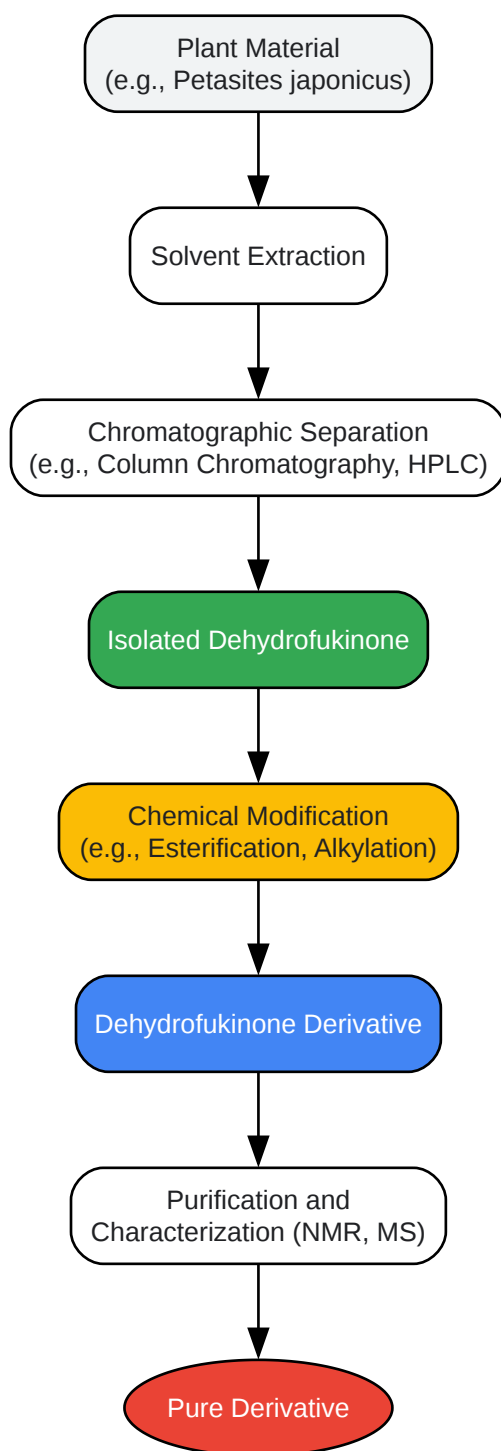 Plant Material
(e.g., Petasites japonicus)
Solvent Extraction
Chromatographic Separation
(e.g., Column Chromatography, HPLC)
Isolated Dehydrofukinone
Chemical Modification
(e.g., Esterification, Alkylation)
Dehydrofukinone Derivative
Purification and
Characterization (NMR, MS)
Pure Derivative